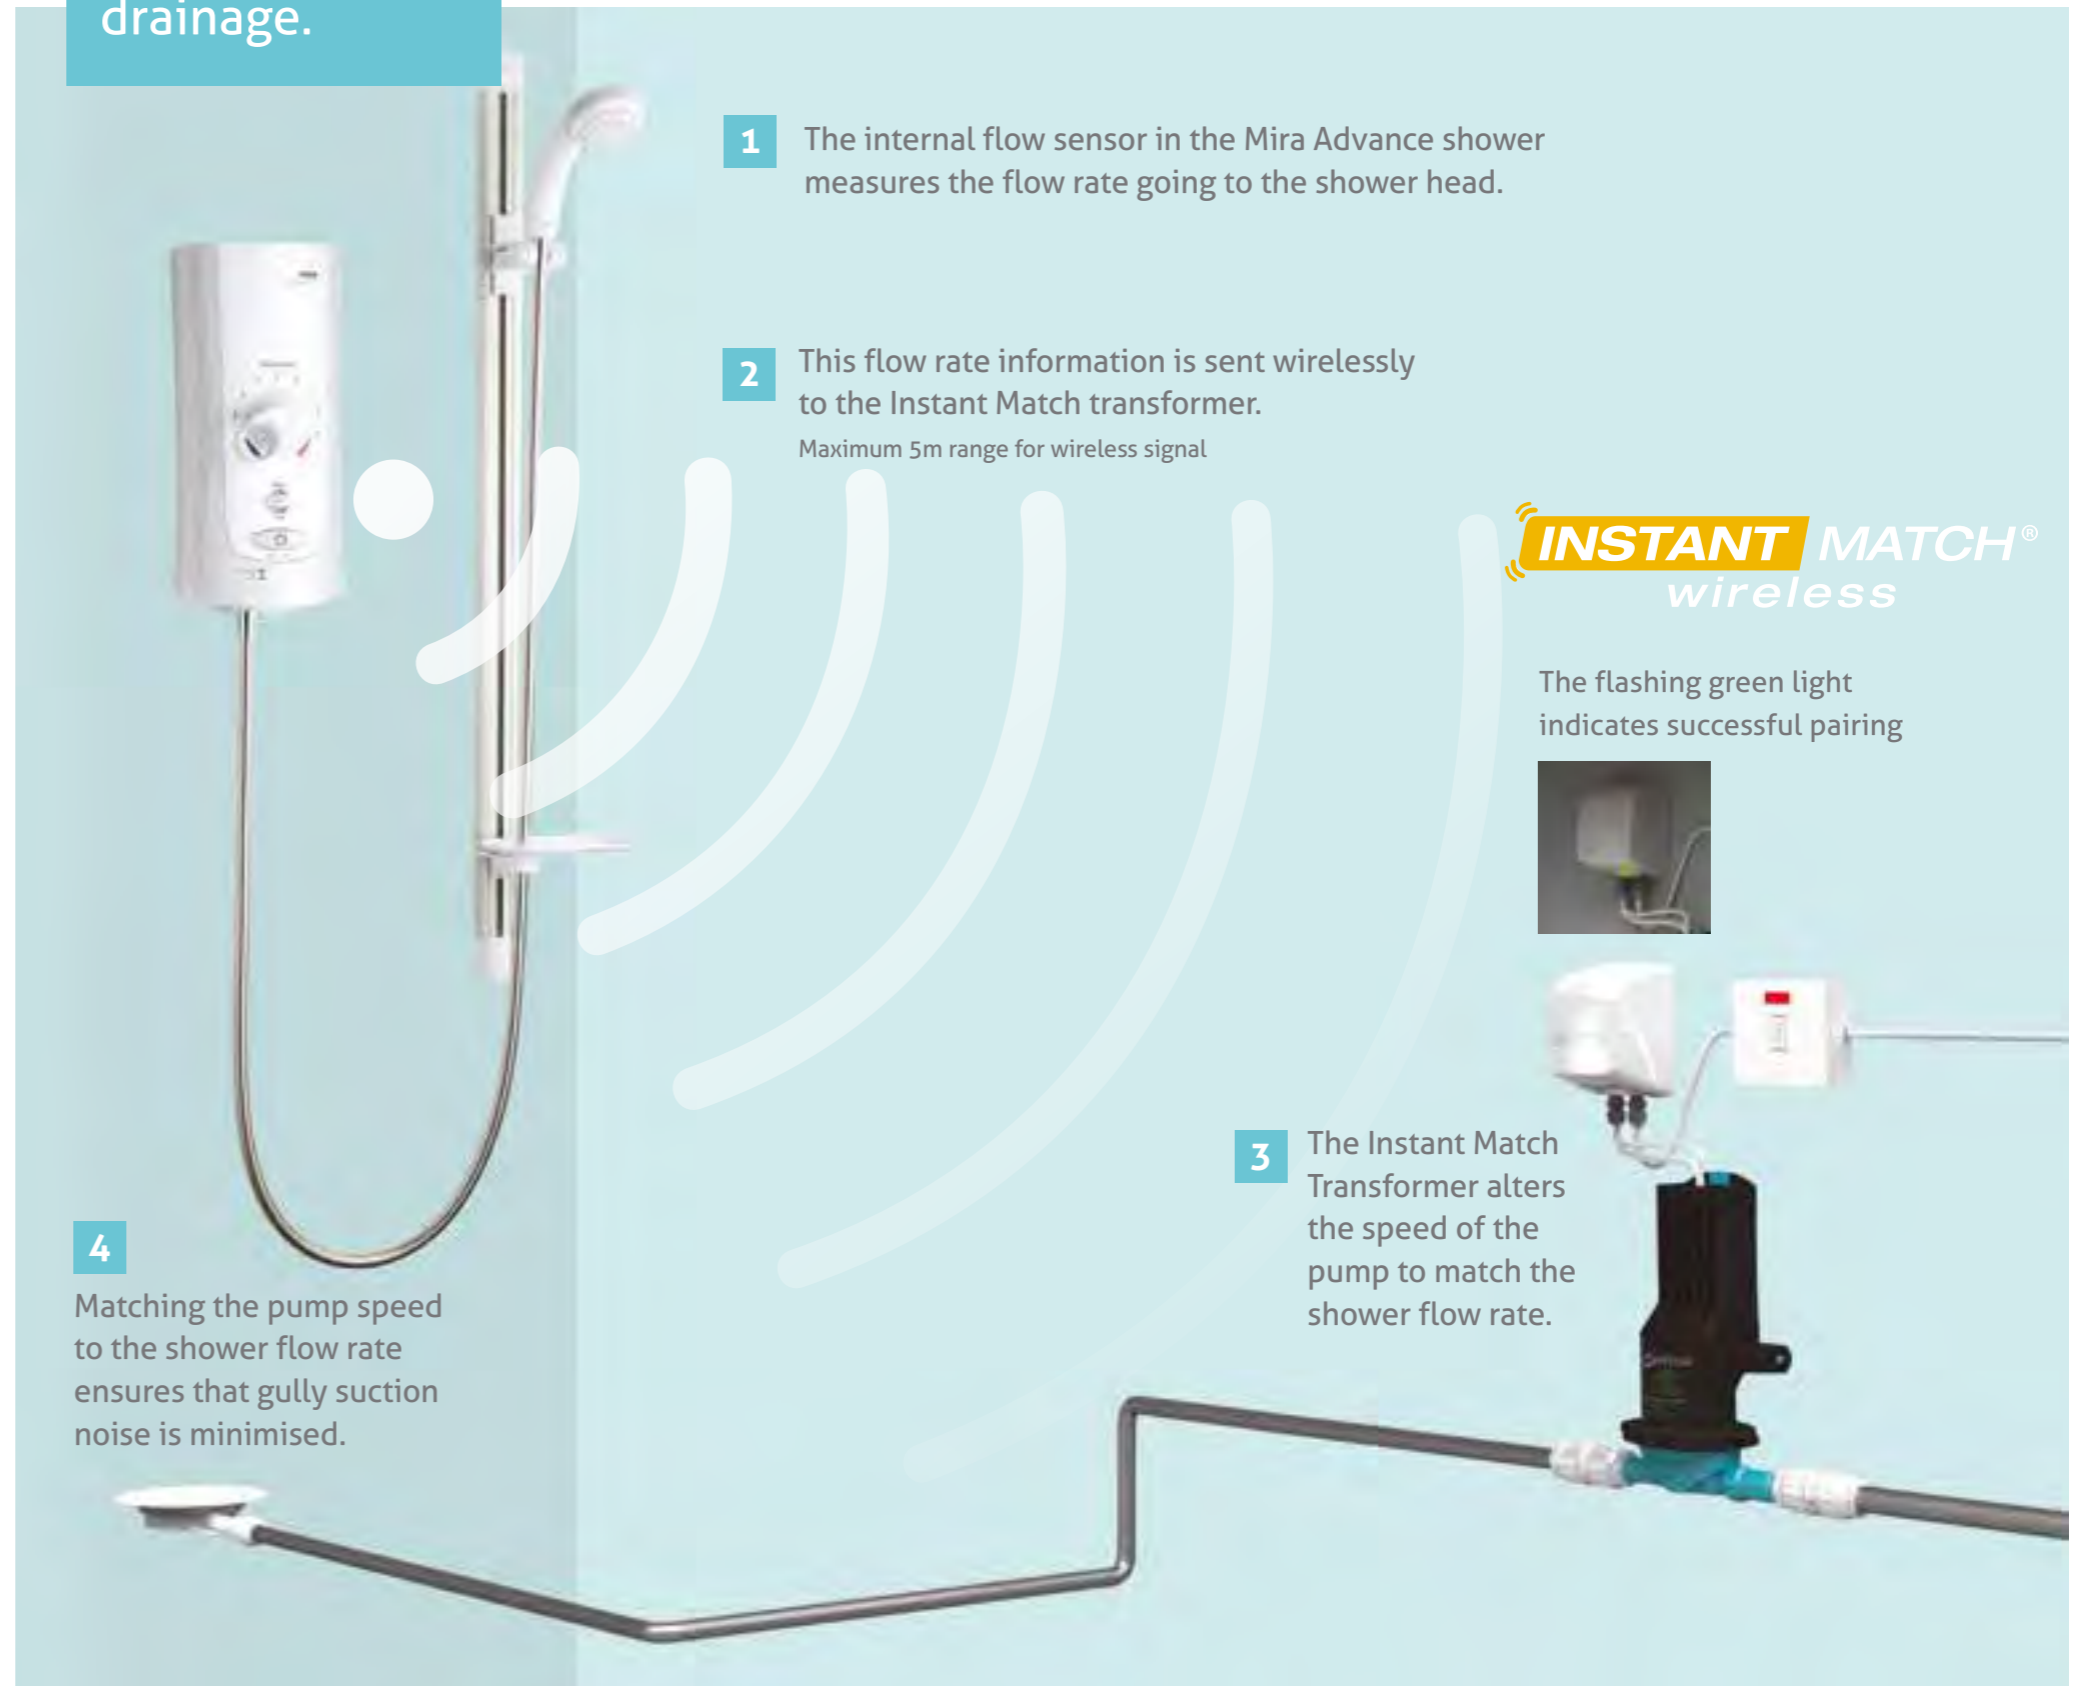 drainage.
1
The internal flow sensor in the Mira Advance shower
measures the flow rate going to the shower head.
2
This flow rate information is sent wirelessly
to the Instant Match transformer.
Maximum 5m range for wireless signal
INSTANT MATCH®
wireless
The flashing green light
indicates successful pairing
3
The Instant Match
Transformer alters
the speed of the
pump to match the
shower flow rate.
4
Matching the pump speed
to the shower flow rate
ensures that gully suction
noise is minimised.